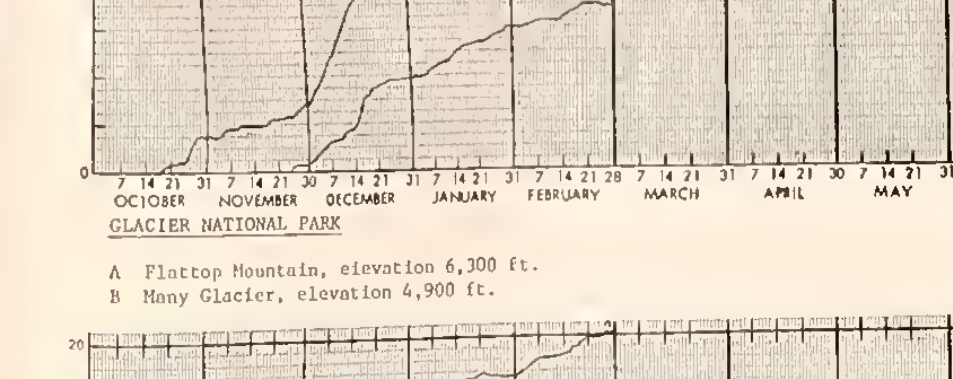 0
7 14 21 31 7 14 21 30 7 14 21 31 7 14 21 31 7 14 21 28 7 14 21 31 7 14 21 30 7 14 21 31
OCTOBER NOVEMBER DECEMBER JANUARY FEBRUARY MARCH APRIL MAY
GLACIER NATIONAL PARK
A Flattop Mountain, elevation 6,300 ft.
B Many Glacier, elevation 4,900 ft.
20